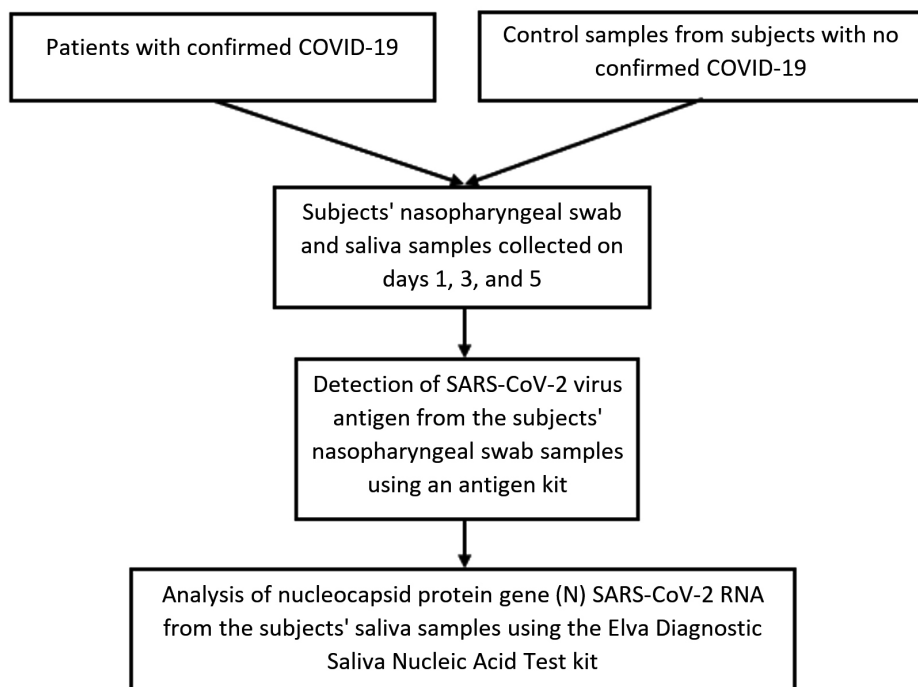 Patients with confirmed COVID-19
Control samples from subjects with no
confirmed COVID-19
Subjects' nasopharyngeal swab
and saliva samples collected on
days 1, 3, and 5
Detection of SARS-CoV-2 virus
antigen from the subjects'
nasopharyngeal swab samples
using an antigen kit
Analysis of nucleocapsid protein gene (N) SARS-CoV-2 RNA
from the subjects' saliva samples using the Elva Diagnostic
Saliva Nucleic Acid Test kit